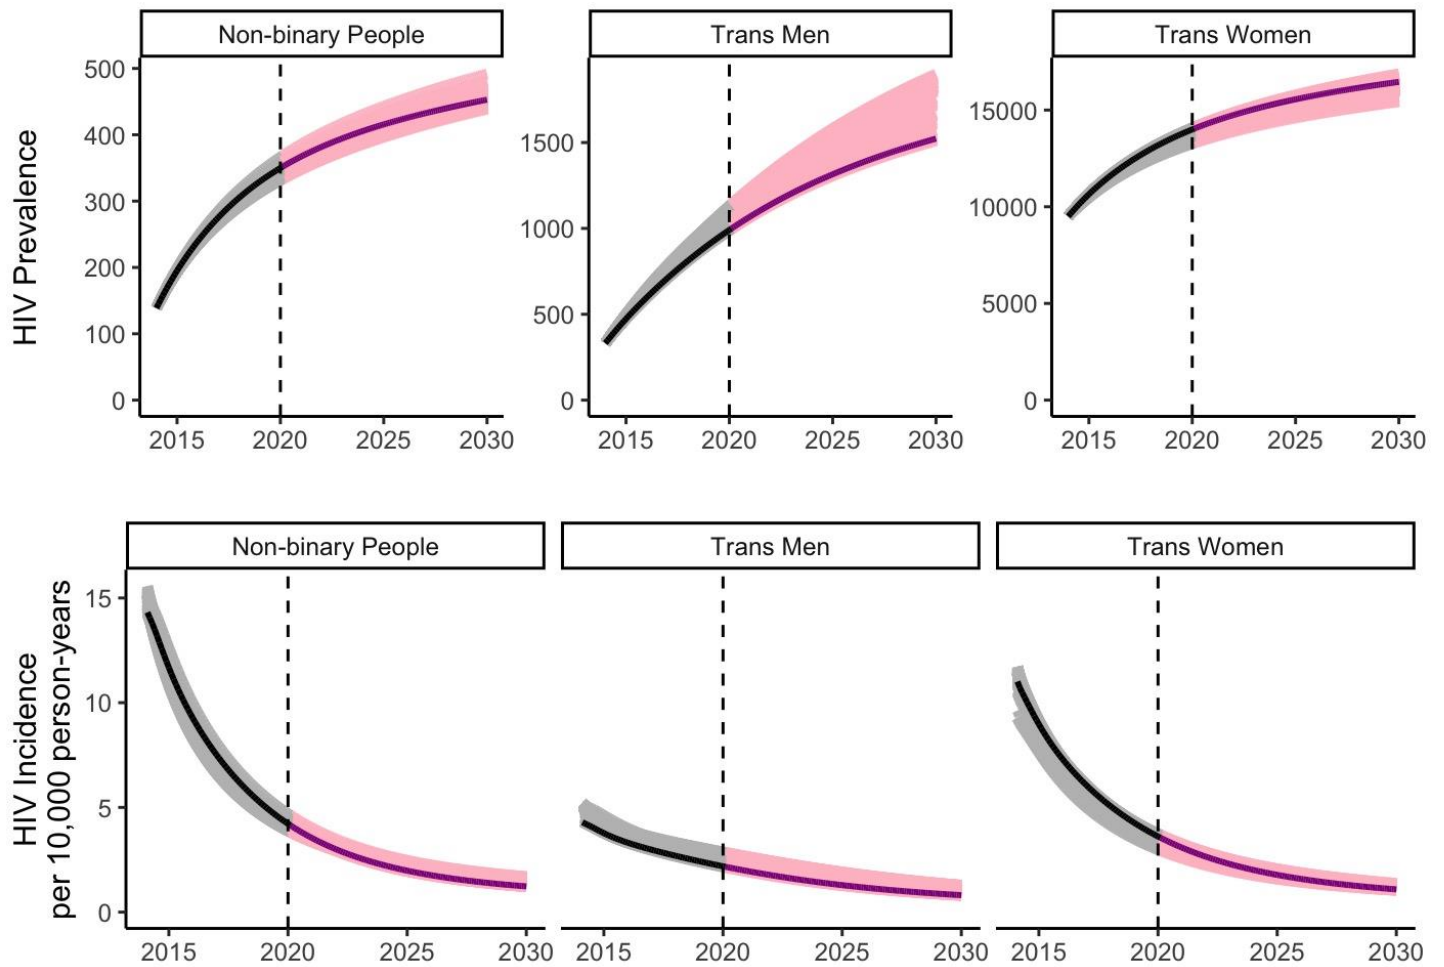 Non-binary People
Trans Men
Trans Women
HIV Prevalence
500
400
300
200
100
0
2015 2020 2025 2030
1500
1000
500
0
2015 2020 2025 2030
15000
10000
5000
0
2015 2020 2025 2030
Non-binary People
Trans Men
Trans Women
HIV Incidence
per 10,000 person-years
15
10
5
0
2015 2020 2025 2030
2015 2020 2025 2030
2015 2020 2025 2030